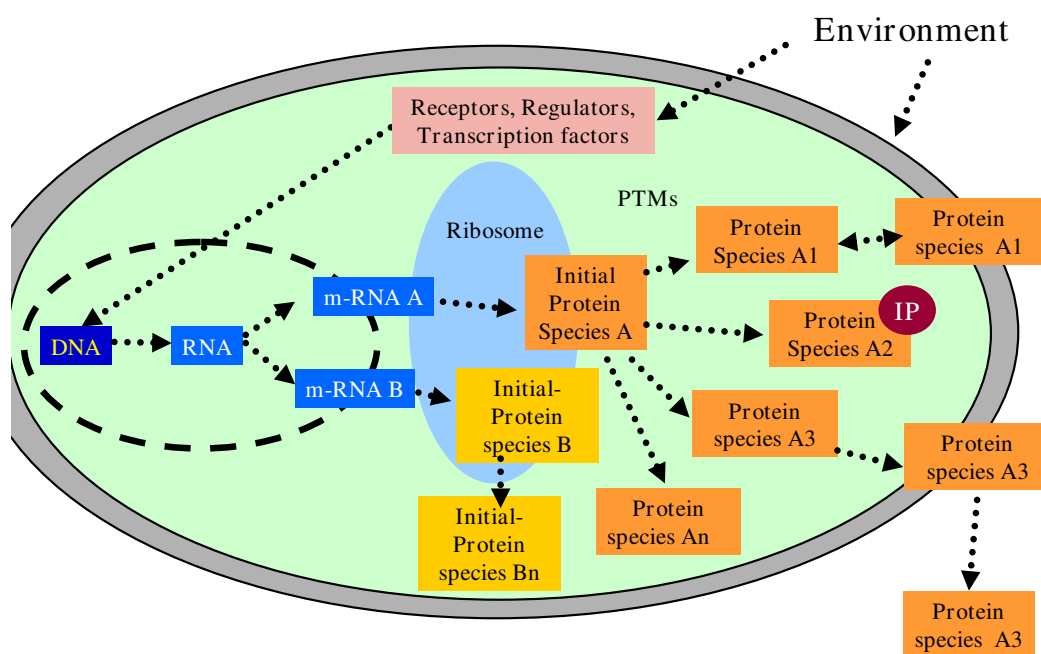 Environment
Receptors, Regulators,
Transcription factors
PTMs
Ribosome
DNA
RNA
m-RNA A
m-RNA B
Initial
Protein
Species A
Initial-
Protein
species B
Initial-
Protein
species Bn
Protein
Species A1
Protein
species A1
IP
Protein
Species A2
Protein
species A3
Protein
species A3
Protein
species An
Protein
species A3